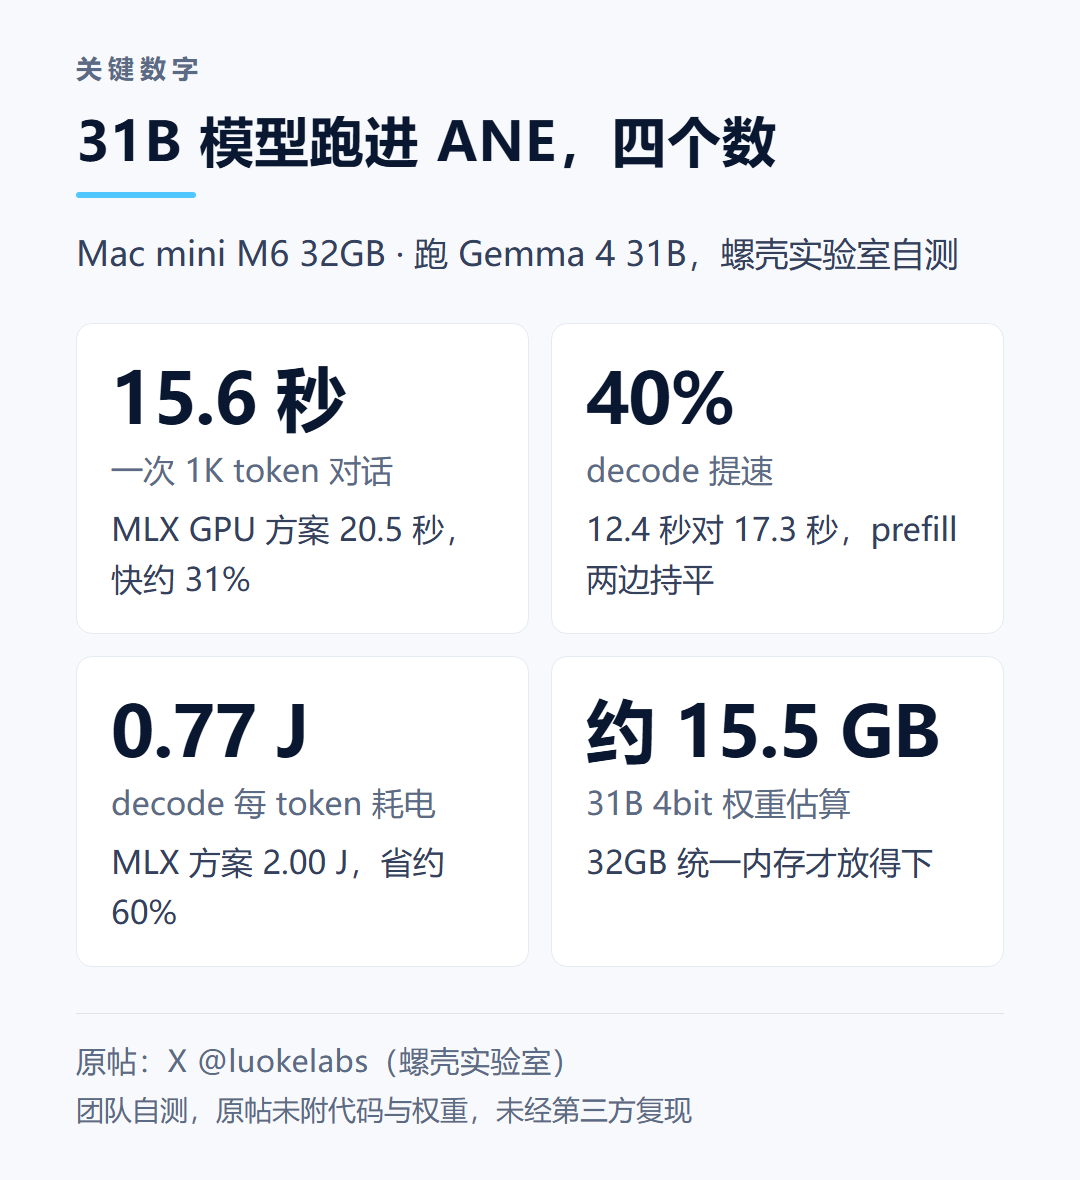 关键数字
31B 模型跑进 ANE，四个数
Mac mini M6 32GB · 跑 Gemma 4 31B，螺壳实验室自测
15.6 秒
一次 1K token 对话
MLX GPU 方案 20.5 秒，
快约 31%
40%
decode 提速
12.4 秒对 17.3 秒，prefill
两边持平
0.77 J
decode 每 token 耗电
MLX 方案 2.00 J，省约
60%
约 15.5 GB
31B 4bit 权重估算
32GB 统一内存才放得下
原帖：X @luokelabs（螺壳实验室）
团队自测，原帖未附代码与权重，未经第三方复现